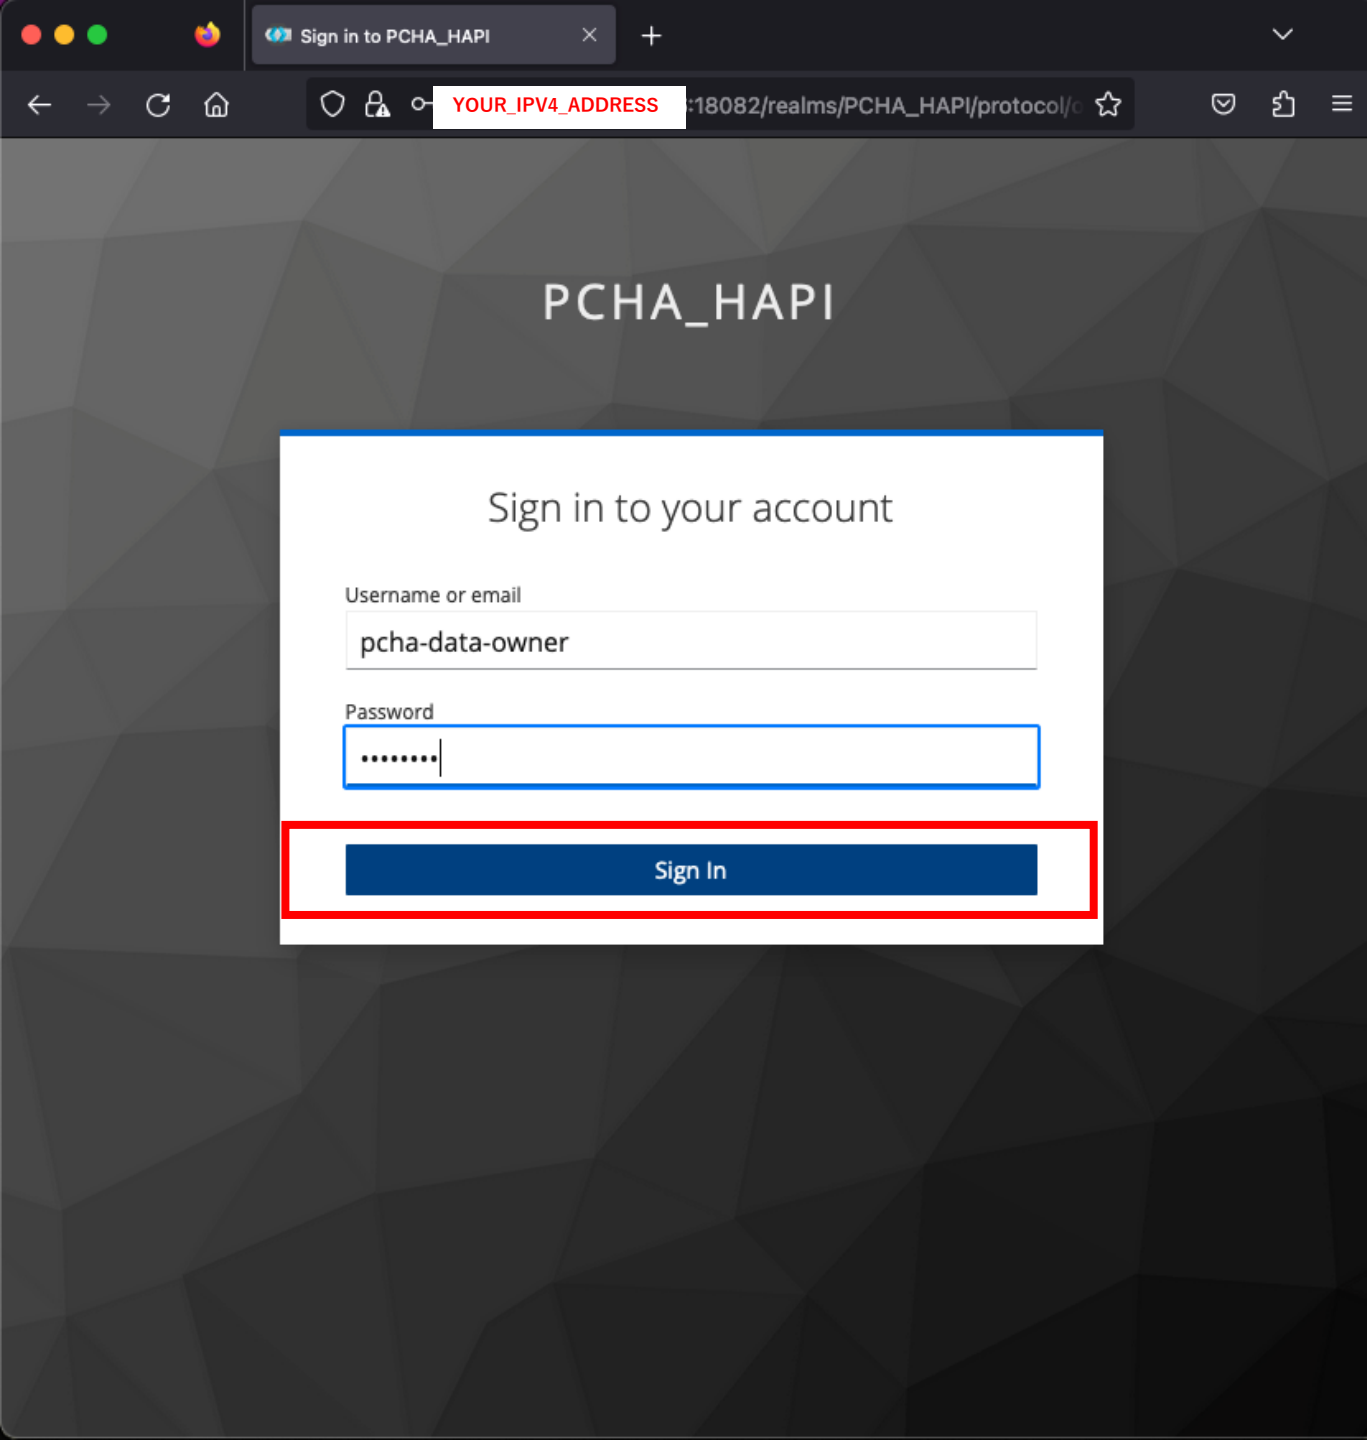 Sign in to PCHA_HAPI
YOUR_IPV4_ADDRESS :18082/realms/PCHA_HAPI/protocol/
PCHA_HAPI
Sign in to your account
Username or email
pcha-data-owner
Password
••••••••
Sign In